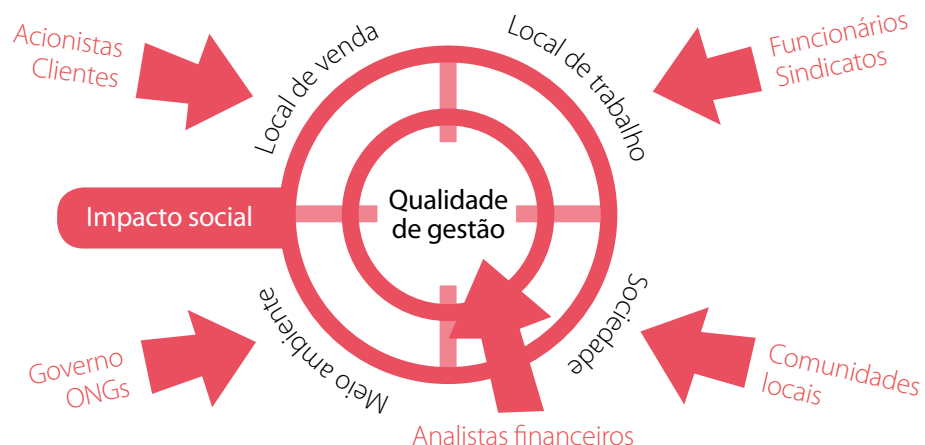 Acionistas
Clientes
Local de venda
Local de trabalho
Funcionários
Sindicatos
Impacto social
Qualidade
de gestão
Governo
ONGs
Meio ambiente
Sociedade
Comunidades
locais
Analistas financeiros